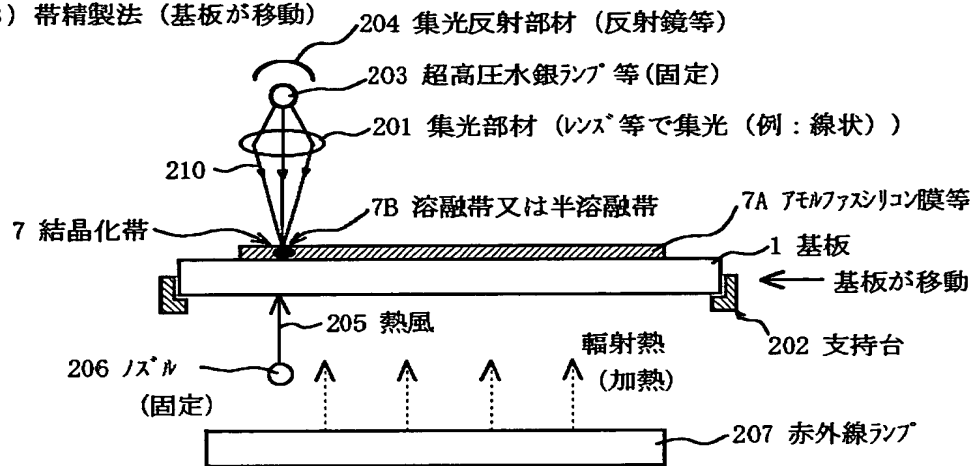 ) 帯精製法 (基板が移動)
204 集光反射部材 (反射鏡等)
203 超高圧水銀ランプ等(固定)
201 集光部材 (レンズ等で集光 (例:線状))
210
7B 溶融帯又は半溶融帯
7A アモルファスシリコン膜等
7 結晶化帯
1 基板
基板が移動
205 熱風
202 支持台
206 ノズル
(固定)
輻射熱
(加熱)
207 赤外線ランプ